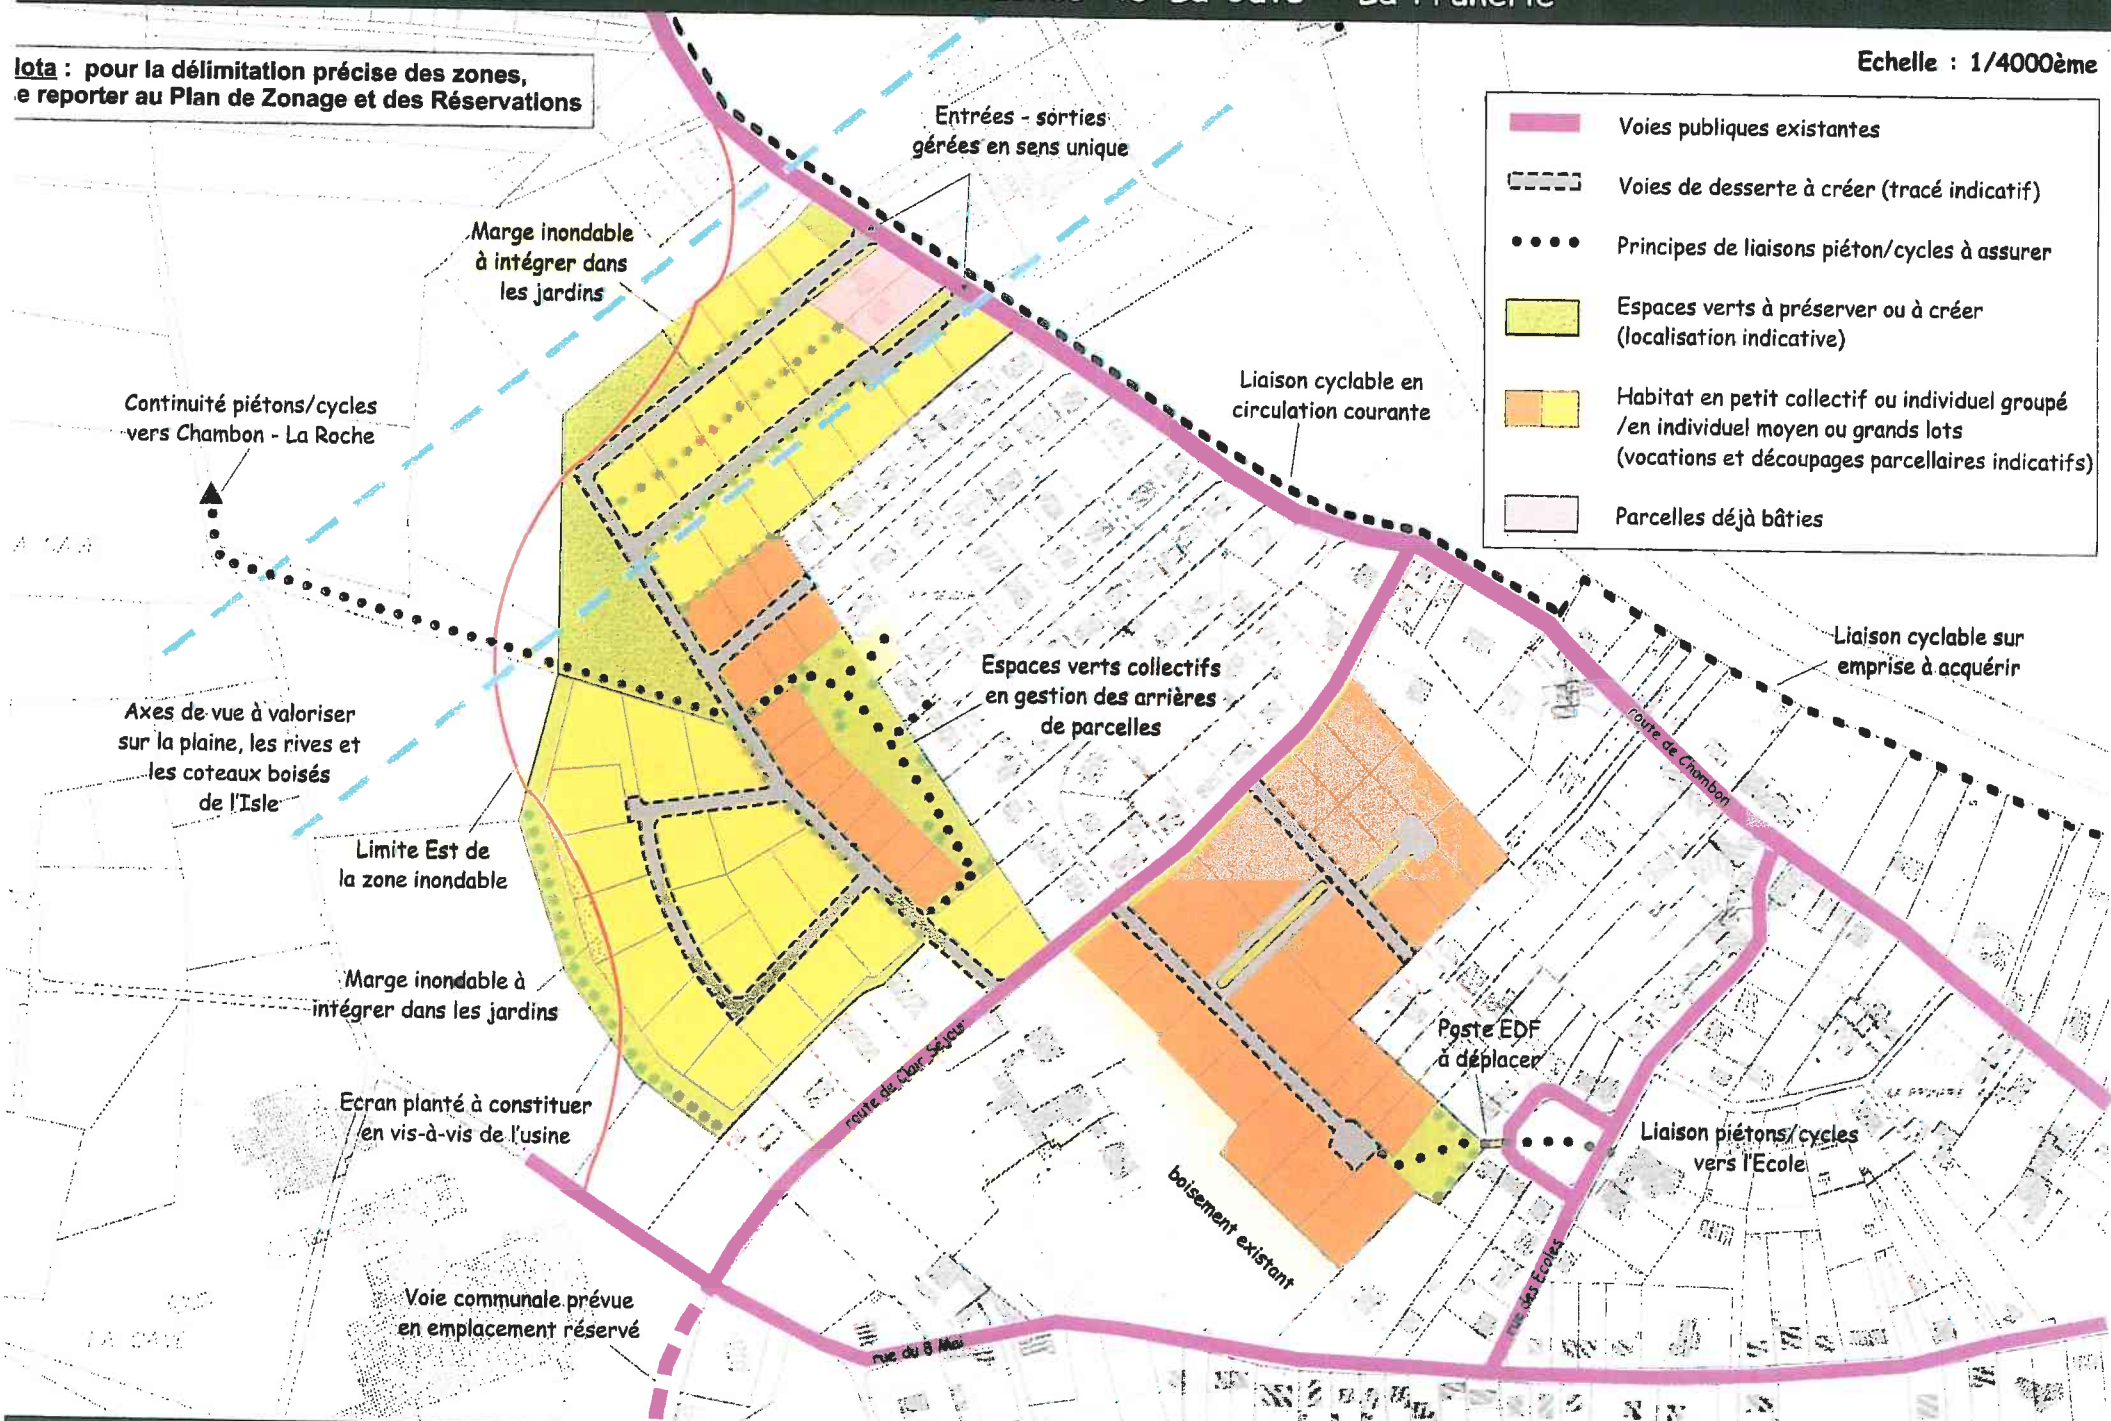 La Prunerie
lota : pour la délimitation précise des zones,
e reporter au Plan de Zonage et des Réservations
Echelle : 1/4000ème
Voies publiques existantes
Voies de desserte à créer (tracé indicatif)
Principes de liaisons piéton/cycles à assurer
Espaces verts à préserver ou à créer
(localisation indicative)
Habitat en petit collectif ou individuel groupé
/en individuel moyen ou grands lots
(vocations et découpages parcellaires indicatifs)
Parcelles déjà bâties
Entrées - sorties
gérées en sens unique
Marge inondable
à intégrer dans
les jardins
Continuité piétons/cycles
vers Chambon - La Roche
Liaison cyclable en
circulation courante
Liaison cyclable sur
emprise à acquérir
Espaces verts collectifs
en gestion des arrières
de parcelles
Axes de vue à valoriser
sur la plaine, les rives et
les coteaux boisés
de l'Isle
route de Chambon
Limite Est de
la zone inondable
Marge inondable à
intégrer dans les jardins
route de Clair Séjour
Poste EDF
à déplacer
Ecran planté à constituer
en vis-à-vis de l'usine
Liaison piétons/cycles
vers l'Ecole
boisement existant
rue des Ecoles
Voie communale prévue
en emplacement réservé
rue du 8 Mai
LA CAVE